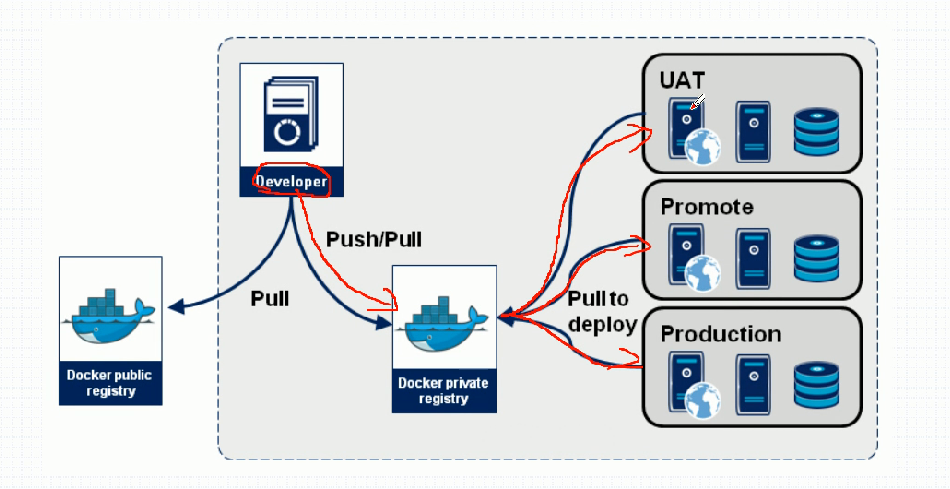 UAT
Developer
Promote
Push/Pull
Pull
Pull to
deploy
Production
Docker public
registry
Docker private
registry